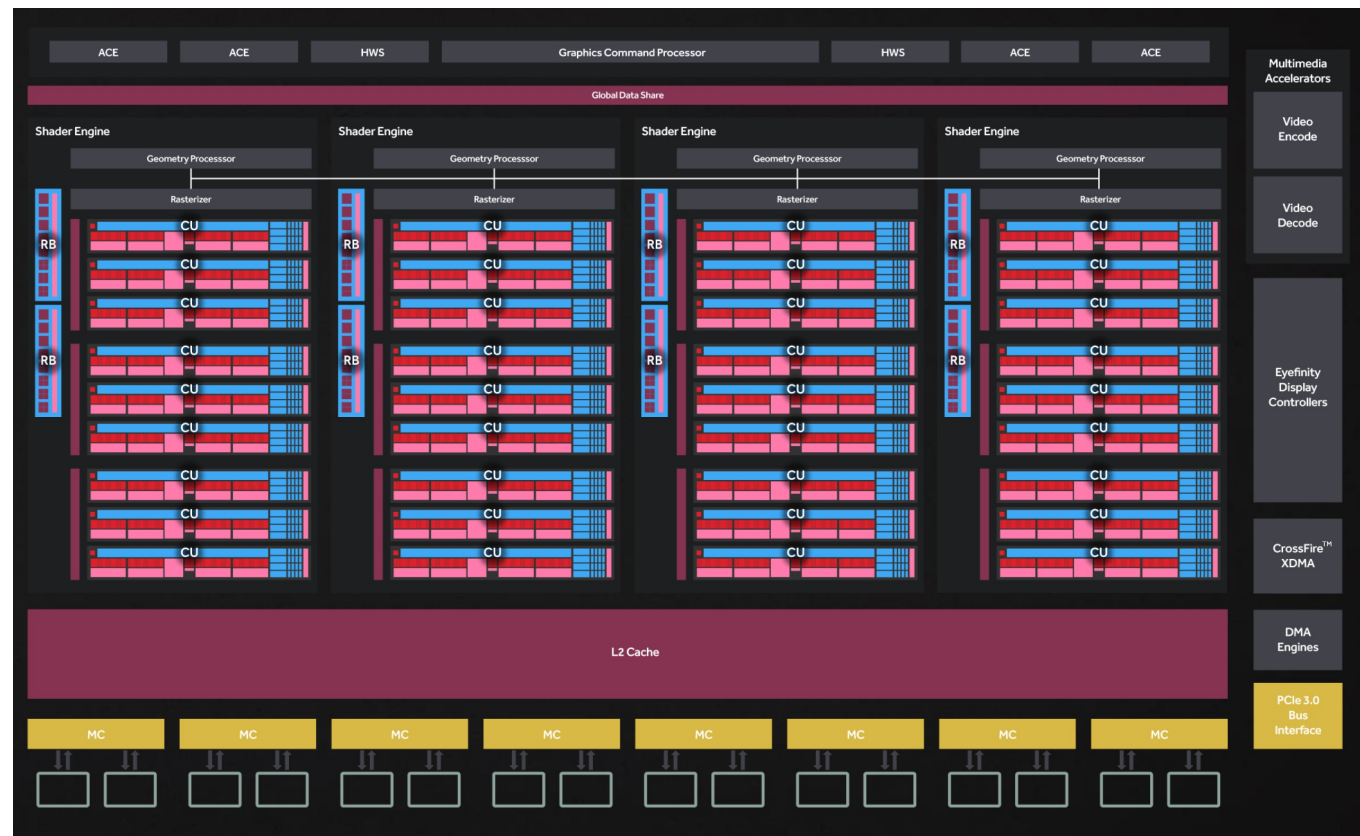 ACE ACE HWS Graphics Command Processor HWS ACE ACE
Global Data Share
Shader Engine
Geometry Processsor
Rasterizer
RB
RB
CU
CU
CU
CU
CU
CU
CU
CU
CU
Shader Engine
Geometry Processsor
Rasterizer
RB
RB
CU
CU
CU
CU
CU
CU
CU
CU
CU
Shader Engine
Geometry Processsor
Rasterizer
RB
RB
CU
CU
CU
CU
CU
CU
CU
CU
CU
Shader Engine
Geometry Processsor
Rasterizer
RB
RB
CU
CU
CU
CU
CU
CU
CU
CU
CU
L2 Cache
MC MC MC MC MC MC MC MC
Multimedia
Accelerators
Video
Encode
Video
Decode
Eyefinity
Display
Controllers
CrossFire™
XDMA
DMA
Engines
PCIe 3.0
Bus
Interface